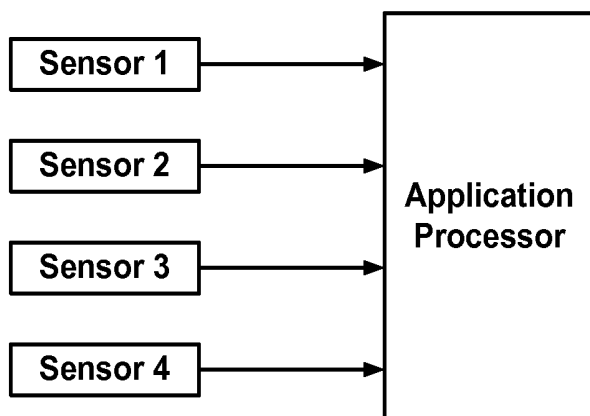 Sensor 1
Sensor 2
Application
Processor
Sensor 3
Sensor 4